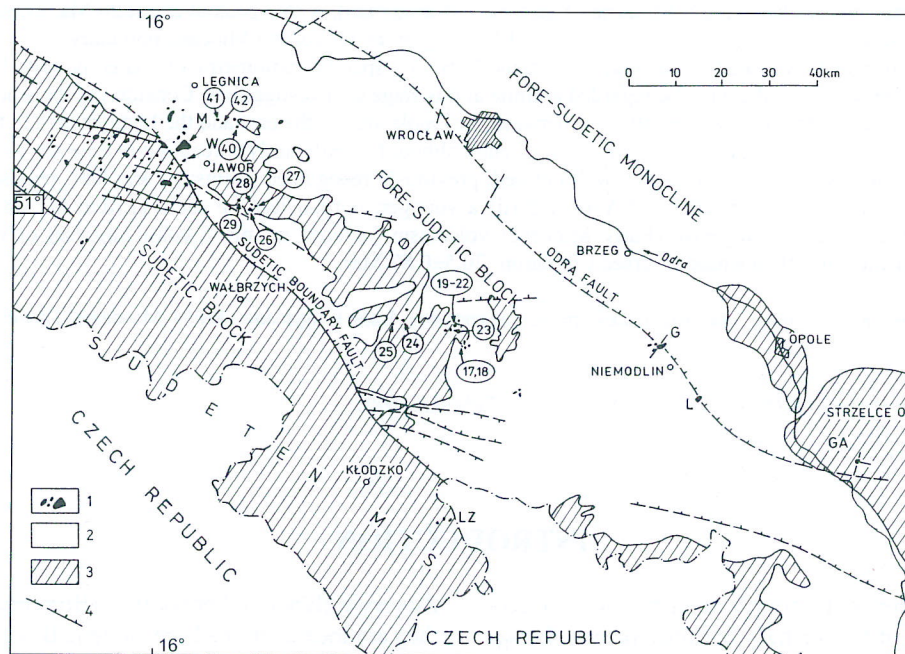 16°
LEGNICA
41
42
M
W
40
JAWOR
28
27
51°
29
26
0 10 20 30 40km
FORE-SUDETIC MONOCLINE
WROCŁAW
FORE-SUDETIC BLOCK
ODRA FAULT
BRZEG
Odra
SUDETIC BLOCK
WAŁBRZYCH
SUDETIC BOUNDARY FAULT
19-22
23
25
24
17,18
G
OPOLE
NIEMODLIN
L
STRZELCE O
GA
SUDETEN MTS
CZECH REPUBLIC
KŁODZKO
LZ
1
2
3
4
16°
CZECH REPUBLIC